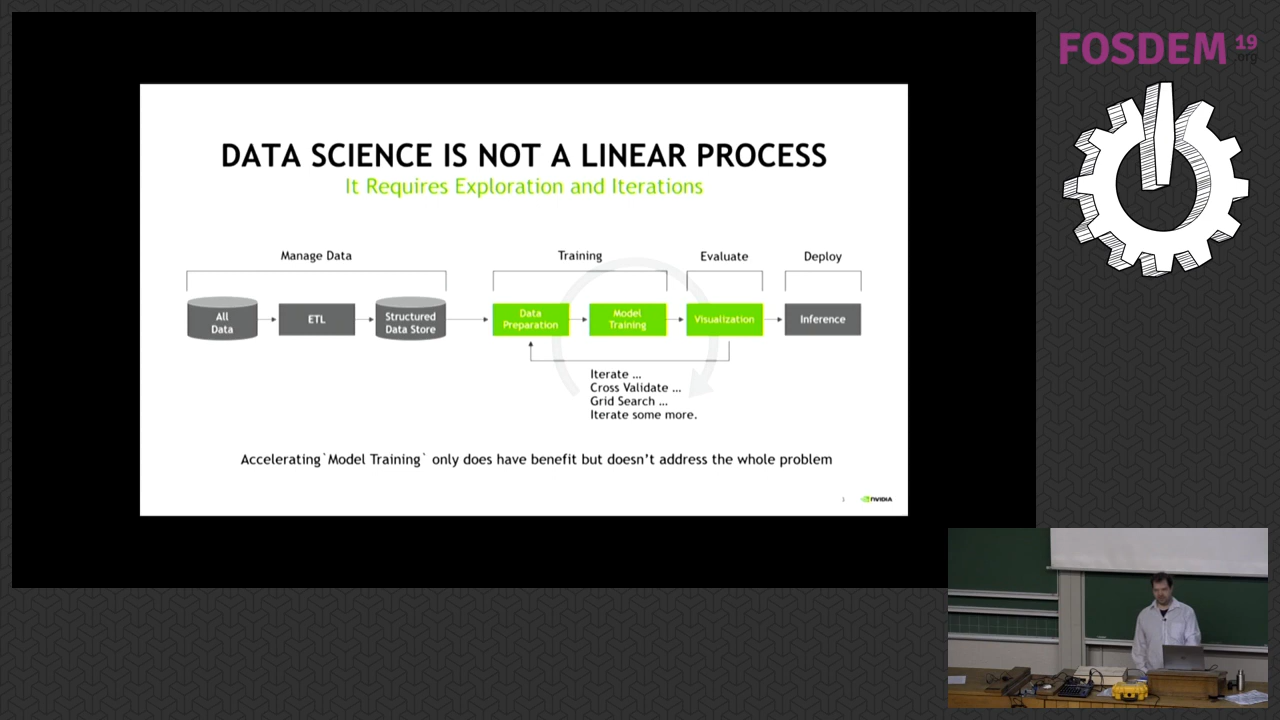 FOSDEM 19
.org
DATA SCIENCE IS NOT A LINEAR PROCESS
It Requires Exploration and Iterations
Manage Data
Training
Evaluate
Deploy
All
Data
ETL
Structured
Data Store
Data
Preparation
Model
Training
Visualization
Inference
Iterate ...
Cross Validate ...
Grid Search ...
Iterate some more.
Accelerating`Model Training` only does have benefit but doesn't address the whole problem
NVIDIA